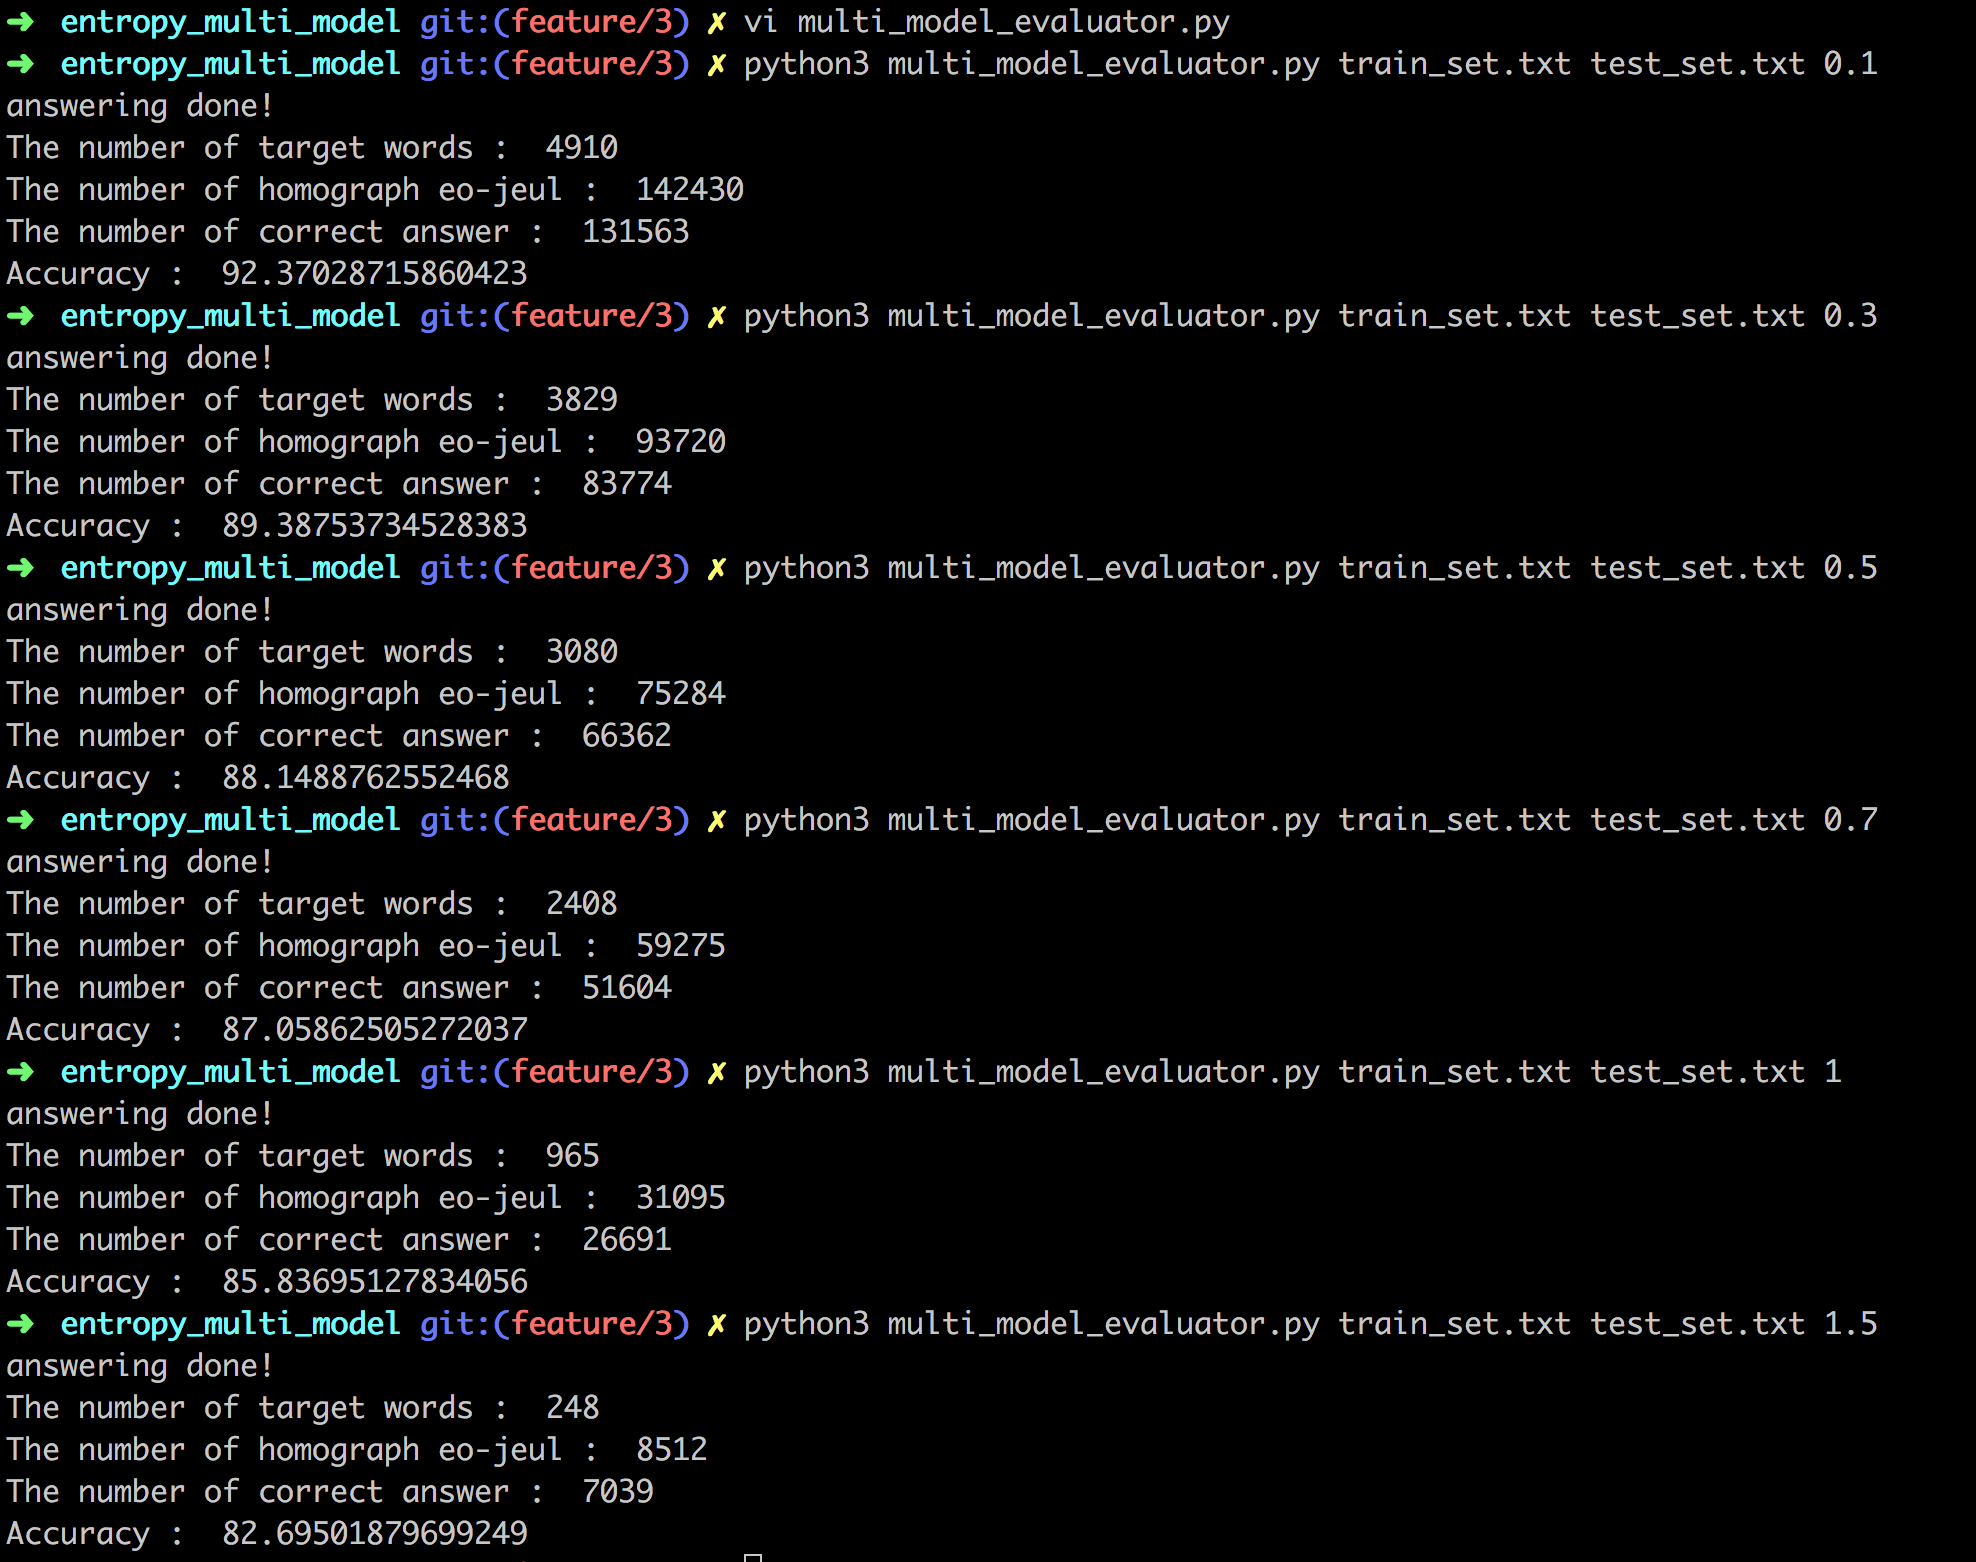 ➜ entropy_multi_model git:(feature/3) ✗ vi multi_model_evaluator.py
➜ entropy_multi_model git:(feature/3) ✗ python3 multi_model_evaluator.py train_set.txt test_set.txt 0.1
answering done!
The number of target words : 4910
The number of homograph eo-jeul : 142430
The number of correct answer : 131563
Accuracy : 92.37028715860423
➜ entropy_multi_model git:(feature/3) ✗ python3 multi_model_evaluator.py train_set.txt test_set.txt 0.3
answering done!
The number of target words : 3829
The number of homograph eo-jeul : 93720
The number of correct answer : 83774
Accuracy : 89.38753734528383
➜ entropy_multi_model git:(feature/3) ✗ python3 multi_model_evaluator.py train_set.txt test_set.txt 0.5
answering done!
The number of target words : 3080
The number of homograph eo-jeul : 75284
The number of correct answer : 66362
Accuracy : 88.1488762552468
➜ entropy_multi_model git:(feature/3) ✗ python3 multi_model_evaluator.py train_set.txt test_set.txt 0.7
answering done!
The number of target words : 2408
The number of homograph eo-jeul : 59275
The number of correct answer : 51604
Accuracy : 87.05862505272037
➜ entropy_multi_model git:(feature/3) ✗ python3 multi_model_evaluator.py train_set.txt test_set.txt 1
answering done!
The number of target words : 965
The number of homograph eo-jeul : 31095
The number of correct answer : 26691
Accuracy : 85.83695127834056
➜ entropy_multi_model git:(feature/3) ✗ python3 multi_model_evaluator.py train_set.txt test_set.txt 1.5
answering done!
The number of target words : 248
The number of homograph eo-jeul : 8512
The number of correct answer : 7039
Accuracy : 82.69501879699249